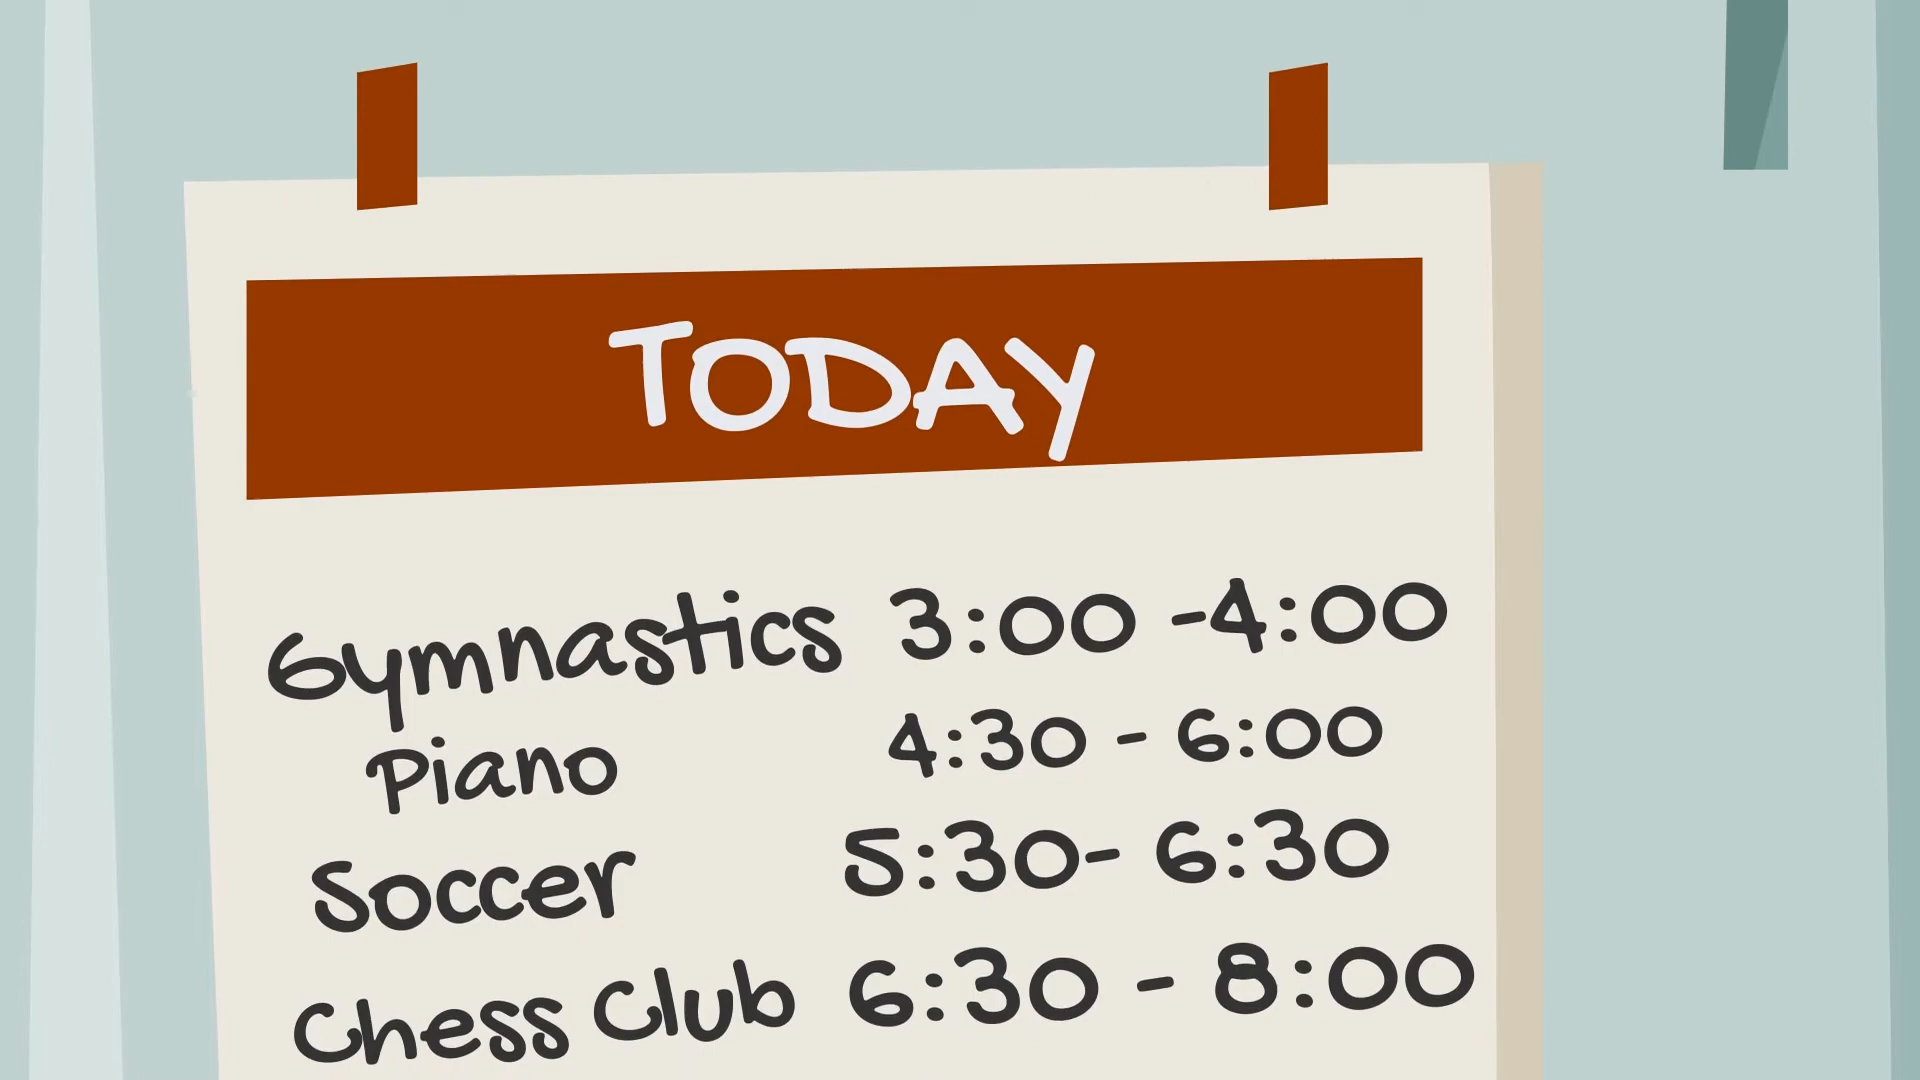 TODAY
Gymnastics 3:00 -4:00
Piano 4:30 - 6:00
Soccer 5:30- 6:30
Chess Club 6:30 - 8:00